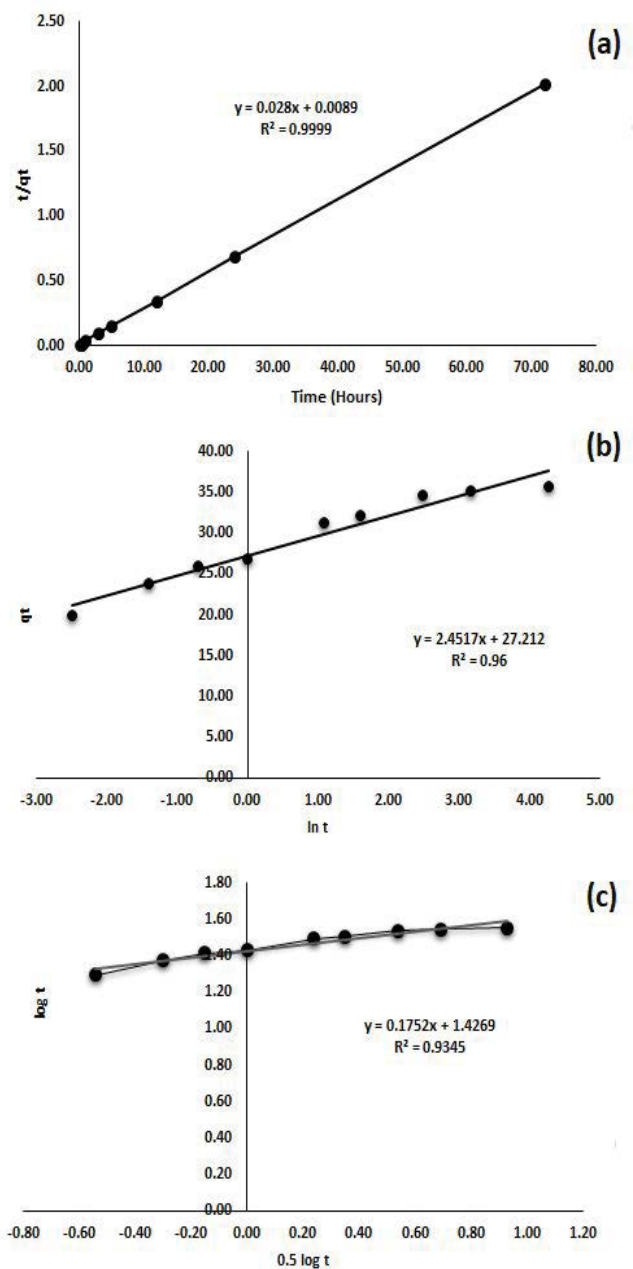 (a)
2.50
2.00
1.50
1.00
0.50
0.00
t/qt
y = 0.028x + 0.0089
R² = 0.9999
0.00 10.00 20.00 30.00 40.00 50.00 60.00 70.00 80.00
Time (Hours)
(b)
40.00
35.00
30.00
25.00
20.00
15.00
10.00
5.00
0.00
qt
y = 2.4517x + 27.212
R² = 0.96
-3.00 -2.00 -1.00 0.00 1.00 2.00 3.00 4.00 5.00
ln t
(c)
1.80
1.60
1.40
1.20
1.00
0.80
0.60
0.40
0.20
0.00
log t
y = 0.1752x + 1.4269
R² = 0.9345
-0.80 -0.60 -0.40 -0.20 0.00 0.20 0.40 0.60 0.80 1.00 1.20
0.5 log t